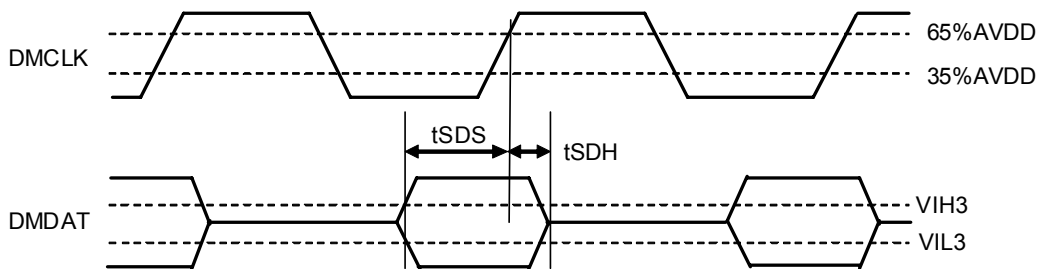 65%AVDD
DMCLK
35%AVDD
tSDS
tSDH
VIH3
DMDAT
VIL3